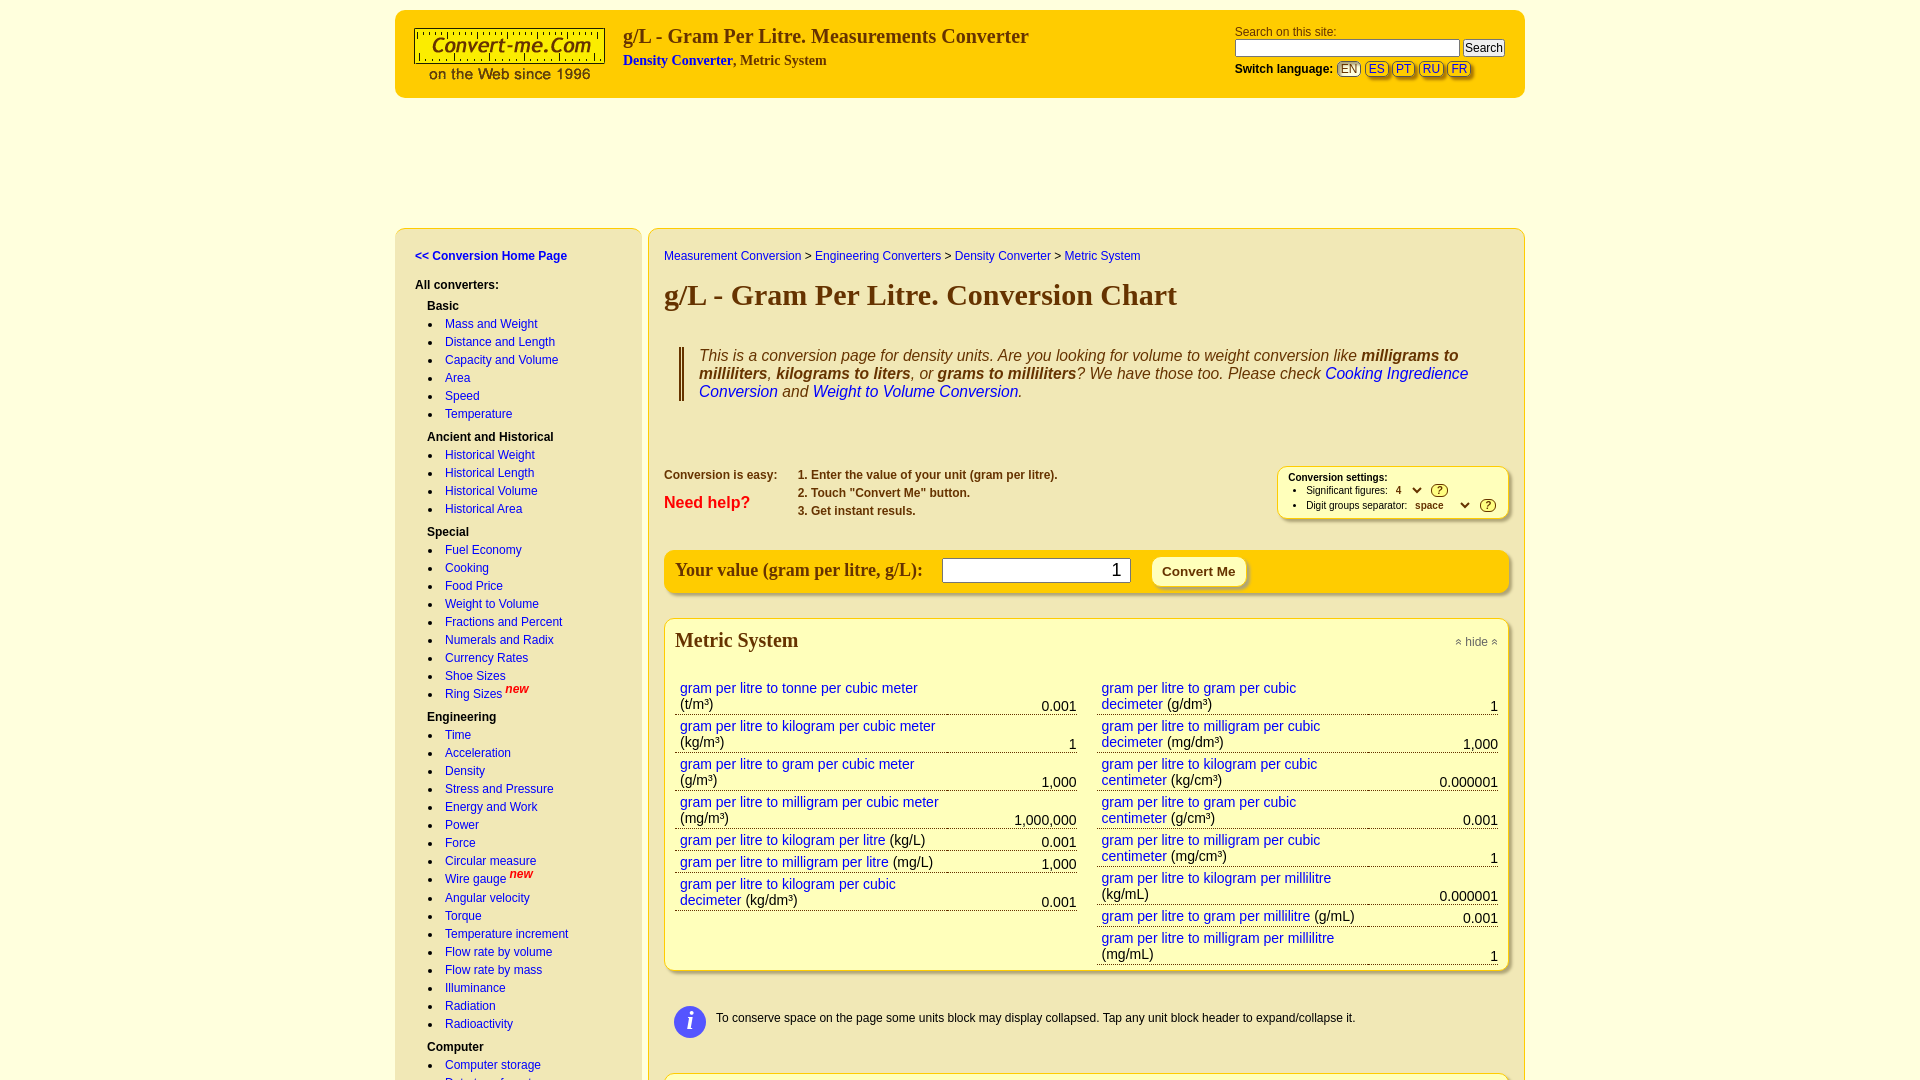 Convert-me.Com
on the Web since 1996
g/L - Gram Per Litre. Measurements Converter
Density Converter, Metric System
Search on this site:
Search
Switch language: EN ES PT RU FR
<< Conversion Home Page
All converters:
Basic
Mass and Weight
Distance and Length
Capacity and Volume
Area
Speed
Temperature
Ancient and Historical
Historical Weight
Historical Length
Historical Volume
Historical Area
Special
Fuel Economy
Cooking
Food Price
Weight to Volume
Fractions and Percent
Numerals and Radix
Currency Rates
Shoe Sizes
Ring Sizes new
Engineering
Time
Acceleration
Density
Stress and Pressure
Energy and Work
Power
Force
Circular measure
Wire gauge new
Angular velocity
Torque
Temperature increment
Flow rate by volume
Flow rate by mass
Illuminance
Radiation
Radioactivity
Computer
Computer storage
Measurement Conversion > Engineering Converters > Density Converter > Metric System
g/L - Gram Per Litre. Conversion Chart
This is a conversion page for density units. Are you looking for volume to weight conversion like milligrams to
milliliters, kilograms to liters, or grams to milliliters? We have those too. Please check Cooking Ingredience
Conversion and Weight to Volume Conversion.
Conversion is easy:
Need help?
1. Enter the value of your unit (gram per litre).
2. Touch "Convert Me" button.
3. Get instant resuls.
Conversion settings:
Significant figures: 4 ?
Digit groups separator: space ?
Your value (gram per litre, g/L): 1 Convert Me
Metric System
« hide «
gram per litre to tonne per cubic meter
(t/m³) 0.001
gram per litre to kilogram per cubic meter
(kg/m³) 1
gram per litre to gram per cubic meter
(g/m³) 1,000
gram per litre to milligram per cubic meter
(mg/m³) 1,000,000
gram per litre to kilogram per litre (kg/L) 0.001
gram per litre to milligram per litre (mg/L) 1,000
gram per litre to kilogram per cubic
decimeter (kg/dm³) 0.001
gram per litre to gram per cubic
decimeter (g/dm³) 1
gram per litre to milligram per cubic
decimeter (mg/dm³) 1,000
gram per litre to kilogram per cubic
centimeter (kg/cm³) 0.000001
gram per litre to gram per cubic
centimeter (g/cm³) 0.001
gram per litre to milligram per cubic
centimeter (mg/cm³) 1
gram per litre to kilogram per millilitre
(kg/mL) 0.000001
gram per litre to gram per millilitre (g/mL) 0.001
gram per litre to milligram per millilitre
(mg/mL) 1
i To conserve space on the page some units block may display collapsed. Tap any unit block header to expand/collapse it.